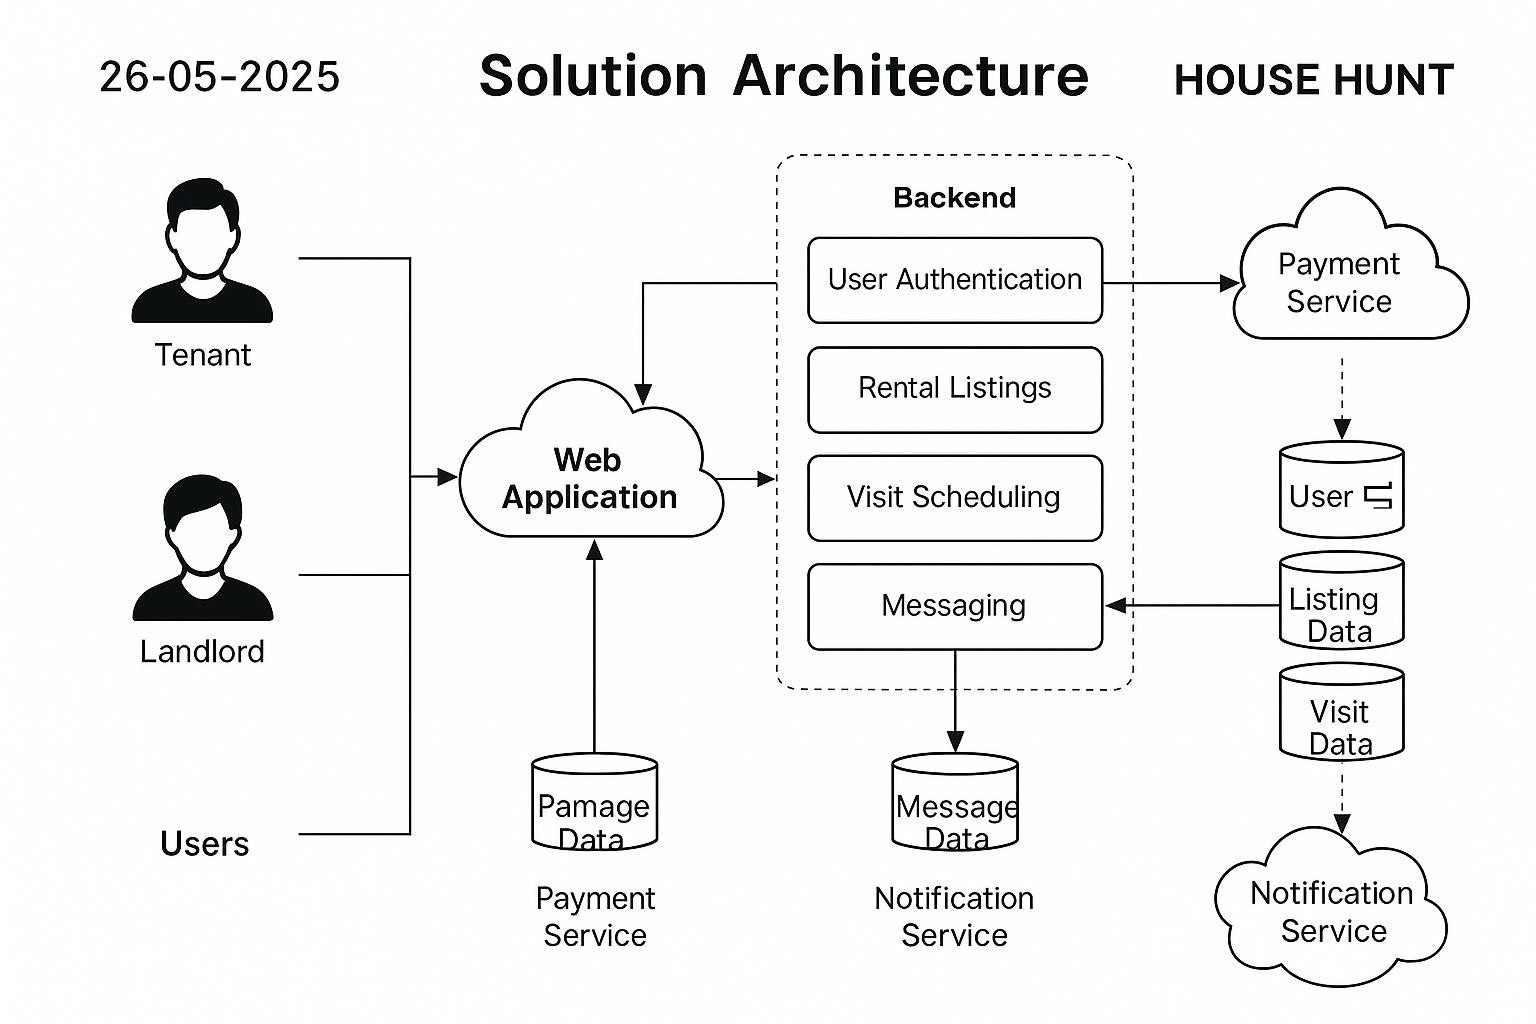 26-05-2025
Solution Architecture
HOUSE HUNT
Tenant
Landlord
Users
Web
Application
Backend
User Authentication
Rental Listings
Visit Scheduling
Messaging
Payment
Service
User
Listing
Data
Visit
Data
Notification
Service
Pamage
Data
Payment
Service
Message
Data
Notification
Service